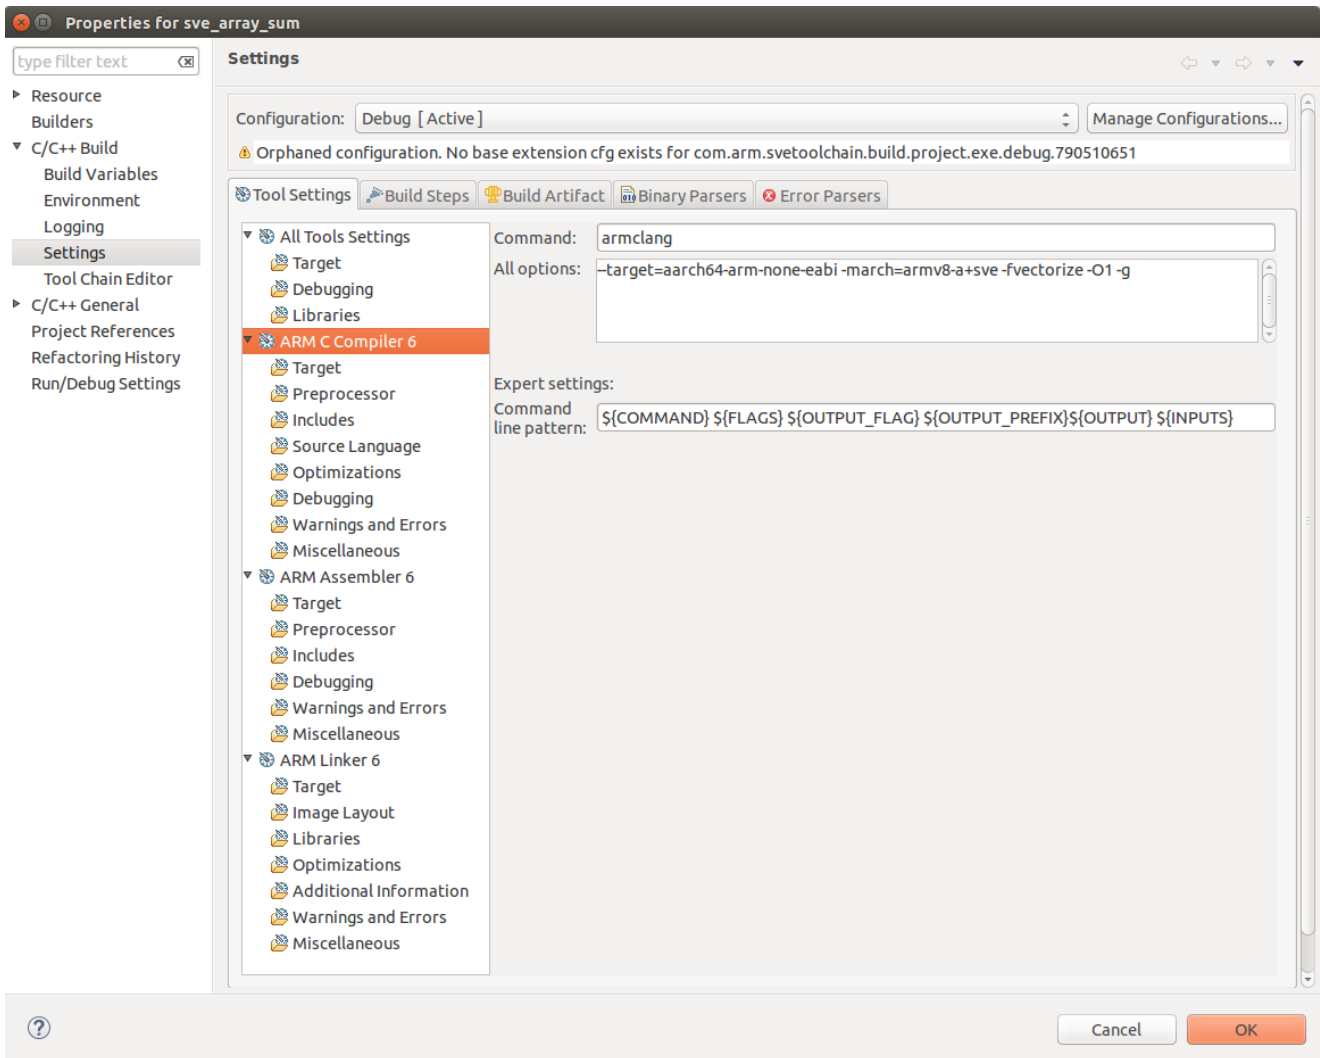 Properties for sve_array_sum
type filter text
Resource
Builders
C/C++ Build
Build Variables
Environment
Logging
Settings
Tool Chain Editor
C/C++ General
Project References
Refactoring History
Run/Debug Settings
Settings
Configuration: Debug [ Active ] Manage Configurations...
Orphaned configuration. No base extension cfg exists for com.arm.svetoolchain.build.project.exe.debug.790510651
Tool Settings Build Steps Build Artifact Binary Parsers Error Parsers
All Tools Settings
Target
Debugging
Libraries
ARM C Compiler 6
Target
Preprocessor
Includes
Source Language
Optimizations
Debugging
Warnings and Errors
Miscellaneous
ARM Assembler 6
Target
Preprocessor
Includes
Debugging
Warnings and Errors
Miscellaneous
ARM Linker 6
Target
Image Layout
Libraries
Optimizations
Additional Information
Warnings and Errors
Miscellaneous
Command: armclang
All options: --target=aarch64-arm-none-eabi -march=armv8-a+sve -fvectorize -O1 -g
Expert settings:
Command
line pattern: ${COMMAND} ${FLAGS} ${OUTPUT_FLAG} ${OUTPUT_PREFIX}${OUTPUT} ${INPUTS}
Cancel OK